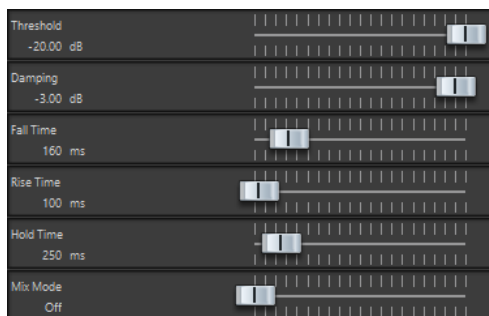 Threshold
-20.00 dB
Damping
-3.00 dB
Fall Time
160 ms
Rise Time
100 ms
Hold Time
250 ms
Mix Mode
Off